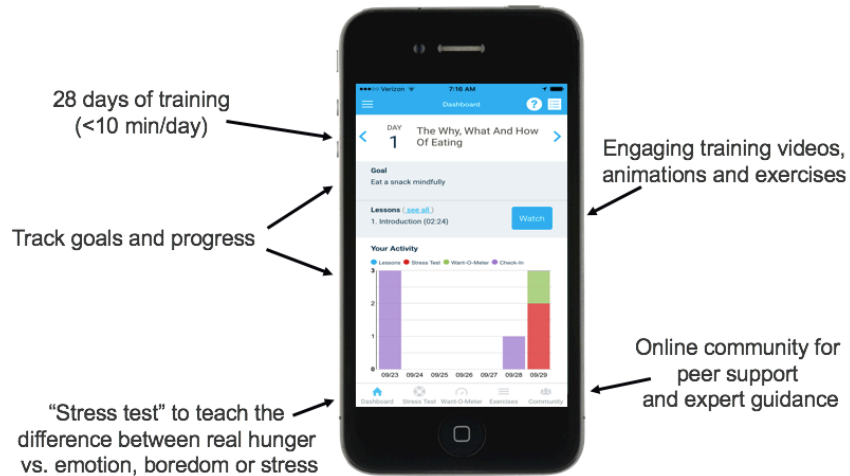 28 days of training
(<10 min/day)
Track goals and progress
“Stress test” to teach the
difference between real hunger
vs. emotion, boredom or stress
Verizon
7:16 AM
Dashboard
?
DAY
1
The Why, What And How
Of Eating
Goal
Eat a snack mindfully
Lessons ( see all )
1. Introduction (02:24)
Watch
Your Activity
Lessons Stress Test Want-O-Meter Check-In
3
2
1
0
09/23 09/24 09/25 09/26 09/27 09/28 09/29
Dashboard Stress Test Want-O-Meter Exercises Community
Engaging training videos,
animations and exercises
Online community for
peer support
and expert guidance